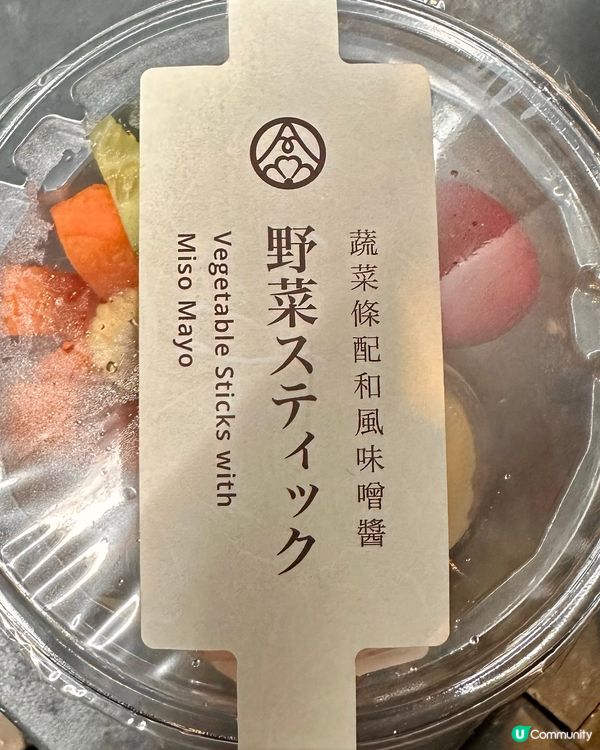 蔬菜條配和風味噌醬
野菜スティック
Vegetable Sticks with
Miso Mayo
U Community